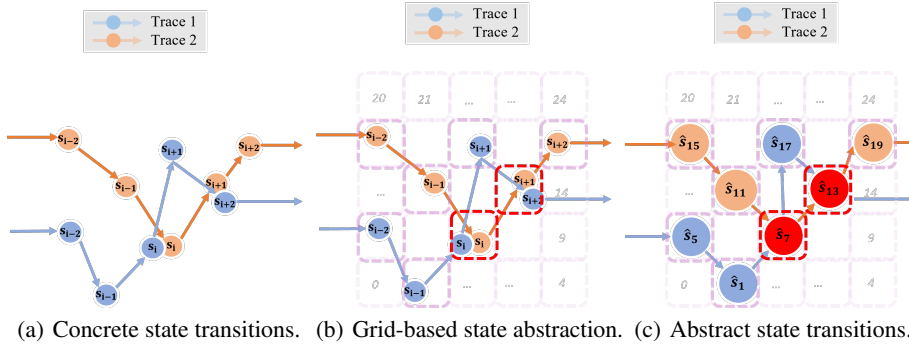 Trace 1
Trace 2
s_{i-2}
s_{i-1}
s_i
s_i
s_{i+1}
s_{i+1}
s_{i+2}
s_{i+2}
s_{i-2}
s_{i-1}
(a) Concrete state transitions.
Trace 1
Trace 2
20 21 ... ... 24
s_{i-2}
s_{i+1}
s_{i+2}
... s_{i-1} s_{i+1} 14
s_{i+2}
s_{i-2} s_i s_i 9
0 s_{i-1} ... ... 4
(b) Grid-based state abstraction.
Trace 1
Trace 2
20 21 ... ... 24
ŝ_{15} ŝ_{17} ŝ_{19}
... ŝ_{11} ŝ_{13} 14
ŝ_5 ŝ_7 9
0 ŝ_1 ... ... 4
(c) Abstract state transitions.